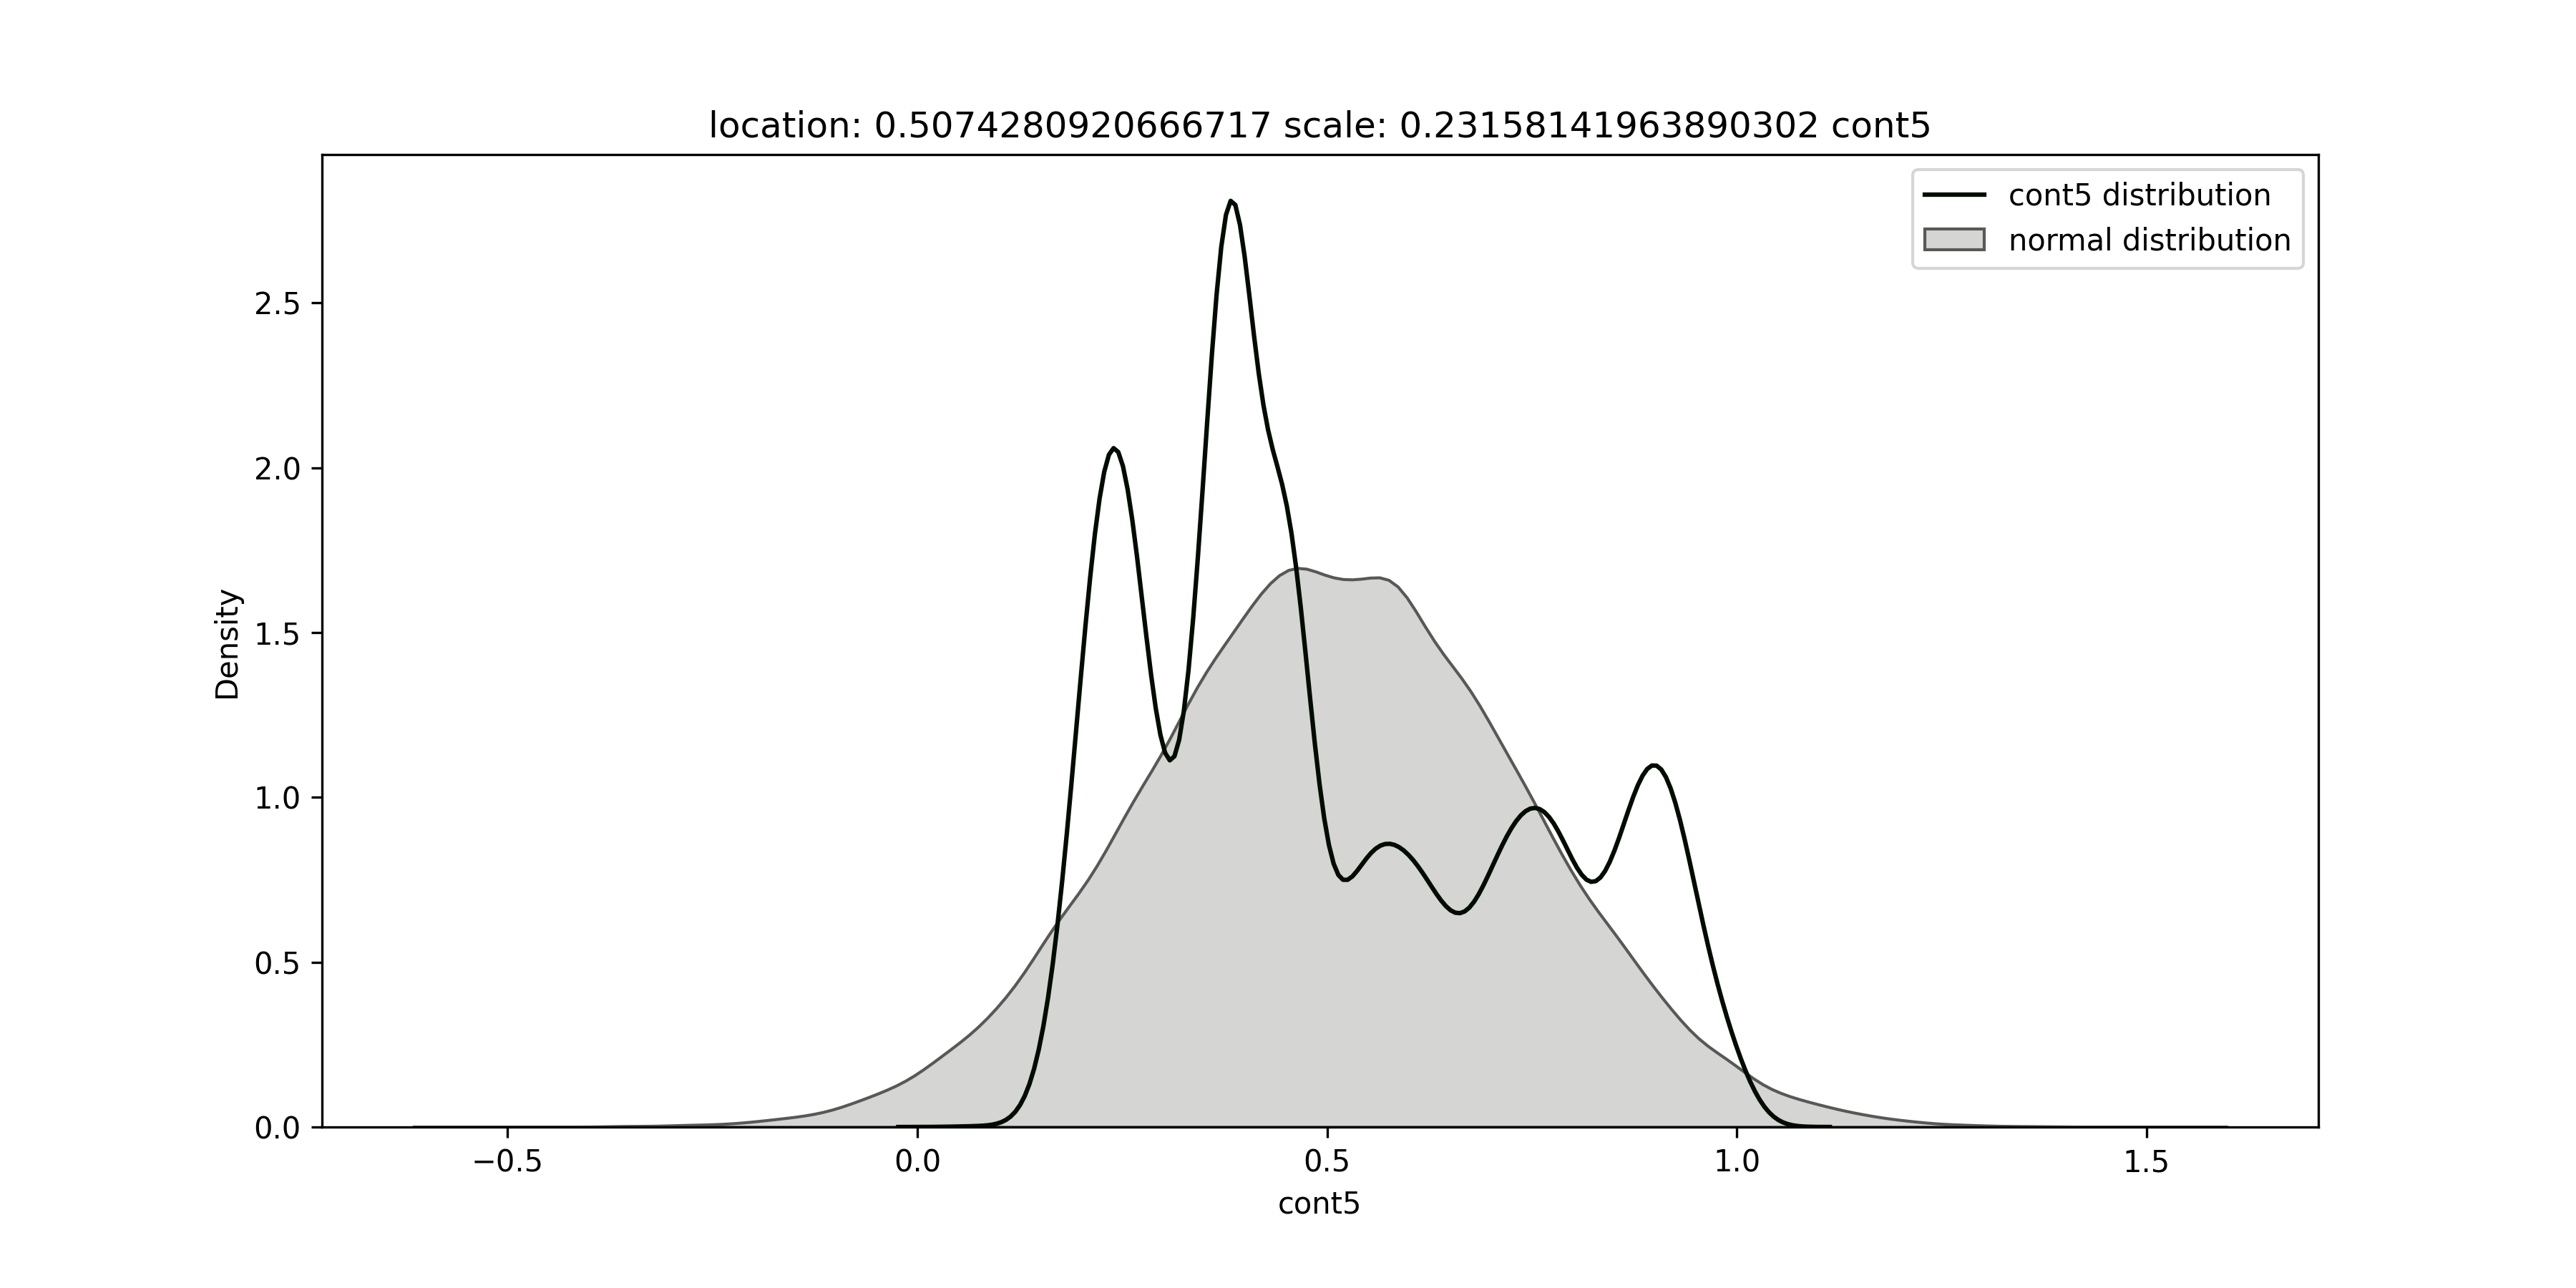 location: 0.5074280920666717 scale: 0.23158141963890302 cont5
cont5 distribution
normal distribution
Density
2.5
2.0
1.5
1.0
0.5
0.0
−0.5 0.0 0.5 1.0 1.5
cont5